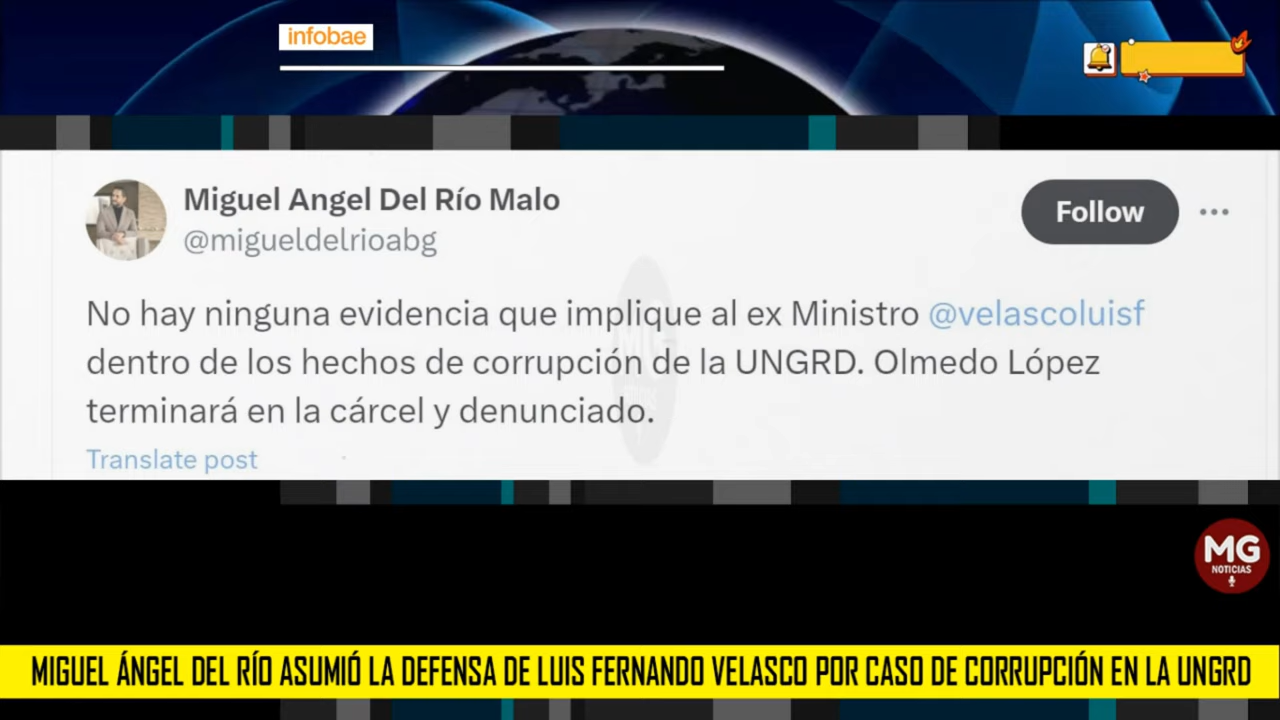 infobae
Miguel Angel Del Río Malo
@migueldelrioabg
Follow
No hay ninguna evidencia que implique al ex Ministro @velascoluisf
dentro de los hechos de corrupción de la UNGRD. Olmedo López
terminará en la cárcel y denunciado.
Translate post
MG
NOTICIAS
MIGUEL ÁNGEL DEL RÍO ASUMIÓ LA DEFENSA DE LUIS FERNANDO VELASCO POR CASO DE CORRUPCIÓN EN LA UNGRD